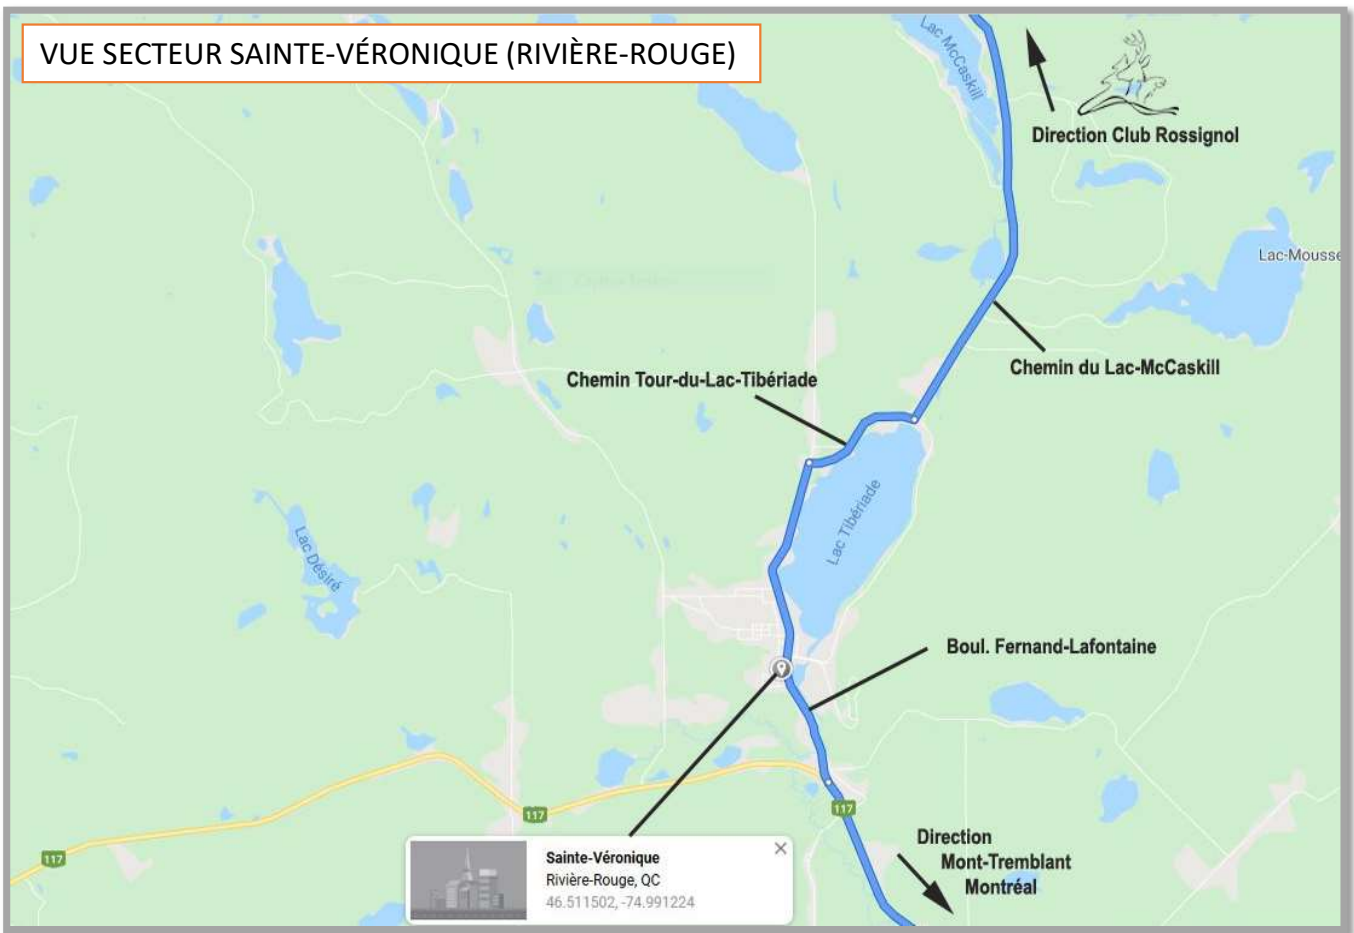 VUE SECTEUR SAINTE-VÉRONIQUE (RIVIÈRE-ROUGE)
Lac McCaskill
Direction Club Rossignol
Lac-Mousse
Chemin du Lac-McCaskill
Chemin Tour-du-Lac-Tibériade
Lac Tibériade
Lac Désiré
Boul. Fernand-Lafontaine
117
117
117
Direction
Mont-Tremblant
Montréal
Sainte-Véronique
Rivière-Rouge, QC
46.511502, -74.991224